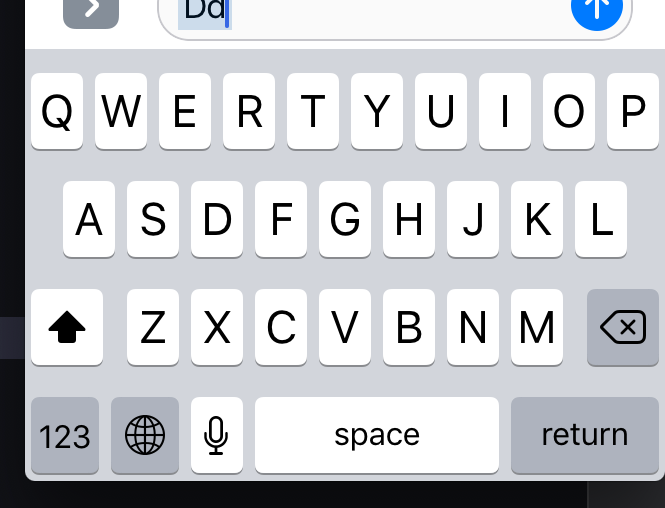 Dd
Q W E R T Y U I O P
A S D F G H J K L
Z X C V B N M
123 space return